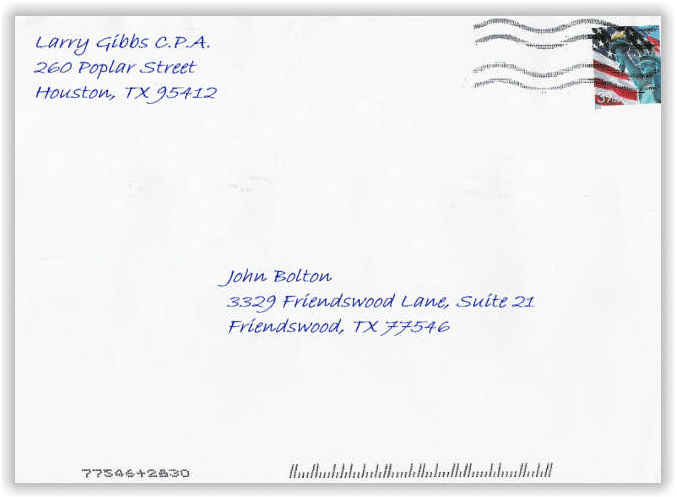 Larry Gibbs C.P.A.
260 Poplar Street
Houston, TX 95412
37
John Bolton
3329 Friendswood Lane, Suite 21
Friendswood, TX 77546
77546+2830